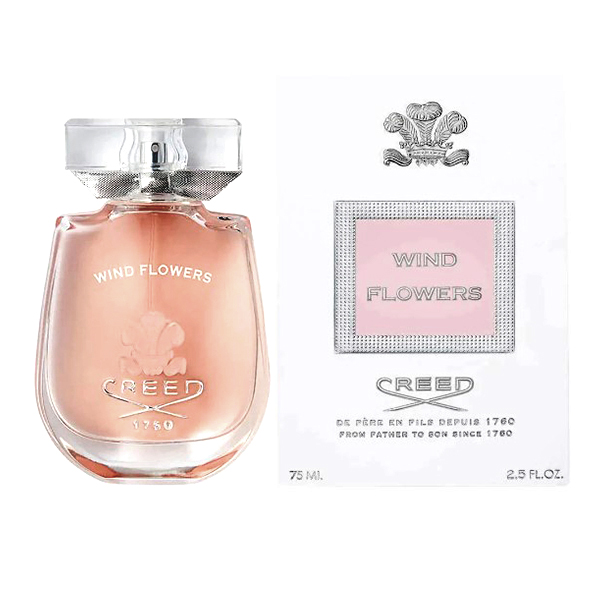 WIND FLOWERS
CREED
1760
WIND
FLOWERS
CREED
DE PÈRE EN FILS DEPUIS 1760
FROM FATHER TO SON SINCE 1760
75 ML.
2.5 FL.OZ.